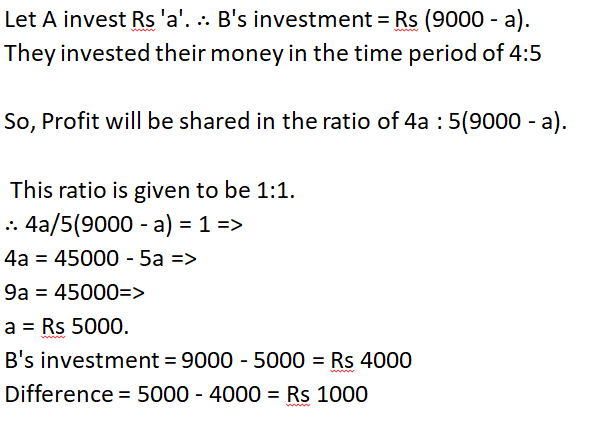 Let A invest Rs 'a'. ∴ B's investment = Rs (9000 - a).
They invested their money in the time period of 4:5
So, Profit will be shared in the ratio of 4a : 5(9000 - a).
This ratio is given to be 1:1.
∴ 4a/5(9000 - a) = 1 =>
4a = 45000 - 5a =>
9a = 45000=>
a = Rs 5000.
B's investment = 9000 - 5000 = Rs 4000
Difference = 5000 - 4000 = Rs 1000